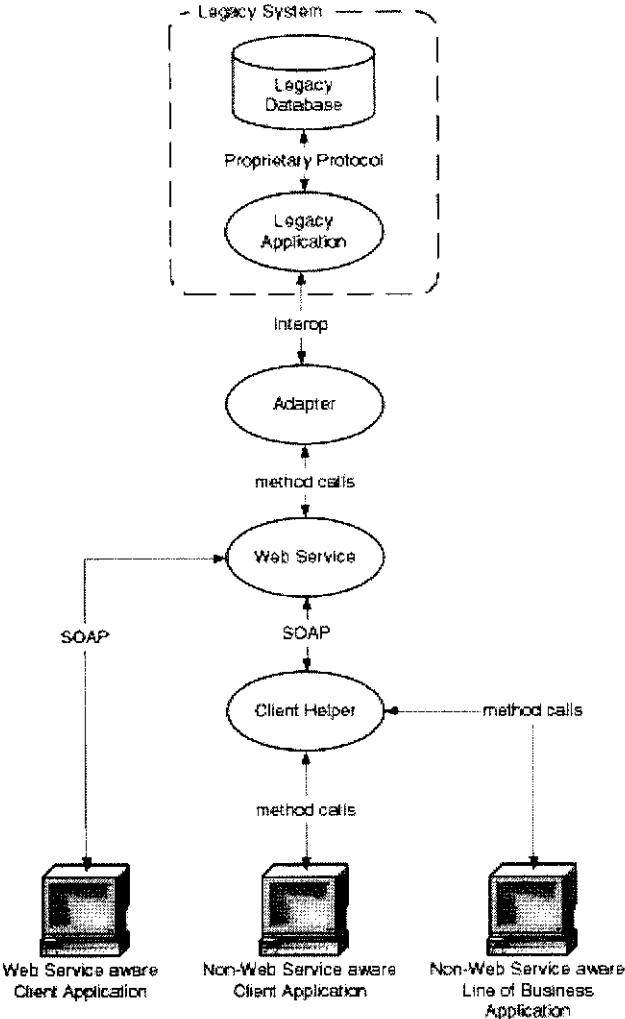 Legacy System
Legacy
Database
Proprietary Protocol
Legacy
Application
Interop
Adapter
method calls
Web Service
SOAP
SOAP
Client Helper
method calls
method calls
Web Service aware
Client Application
Non-Web Service aware
Client Application
Non-Web Service aware
Line of Business
Application